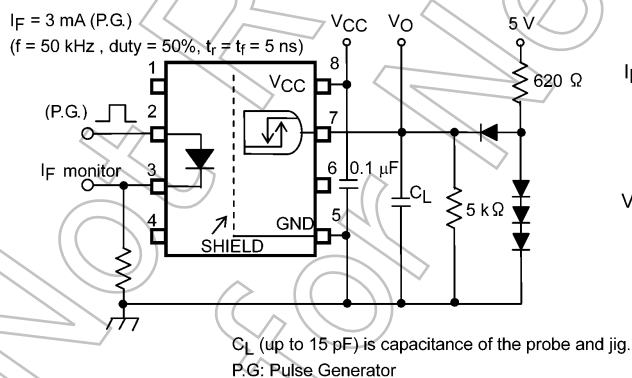 IF = 3 mA (P.G.)
(f = 50 kHz , duty = 50%, tr = tf = 5 ns)
VCC
VO
5 V
1
8
VCC
620 Ω
(P.G.)
2
7
IF monitor
3
6
0.1 μF
CL
5 kΩ
4
GND
5
SHIELD
CL (up to 15 pF) is capacitance of the probe and jig.
P.G: Pulse Generator